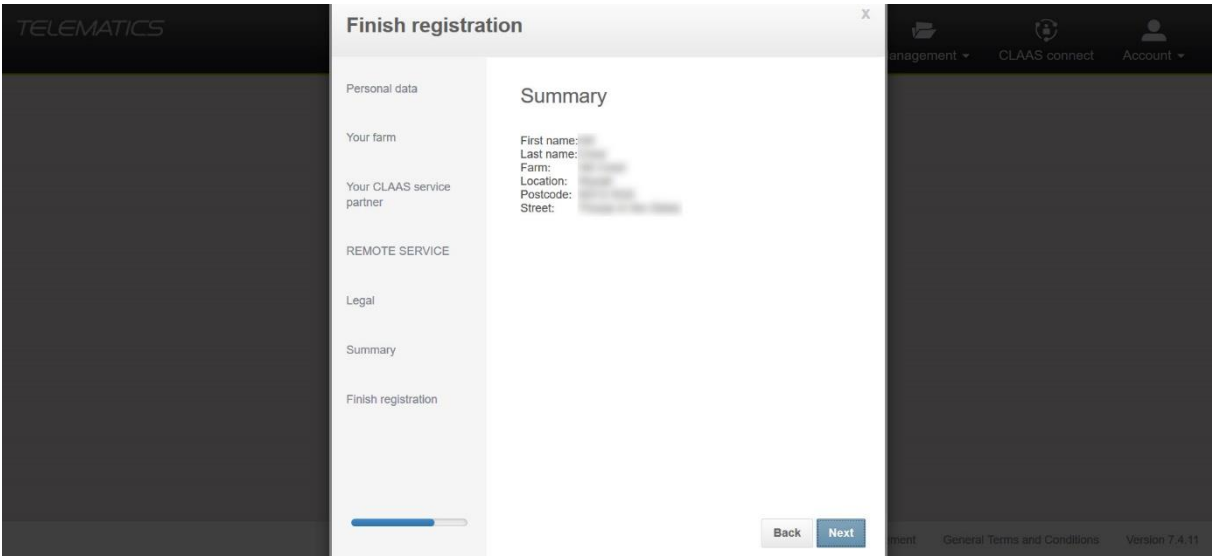 TELEMATICS
Finish registration
X
anagement
CLAAS connect
Account
Personal data
Your farm
Your CLAAS service
partner
REMOTE SERVICE
Legal
Summary
Finish registration
Summary
First name:
Last name:
Farm:
Location:
Postcode:
Street:
Back
Next
ment
General Terms and Conditions
Version 7.4.11